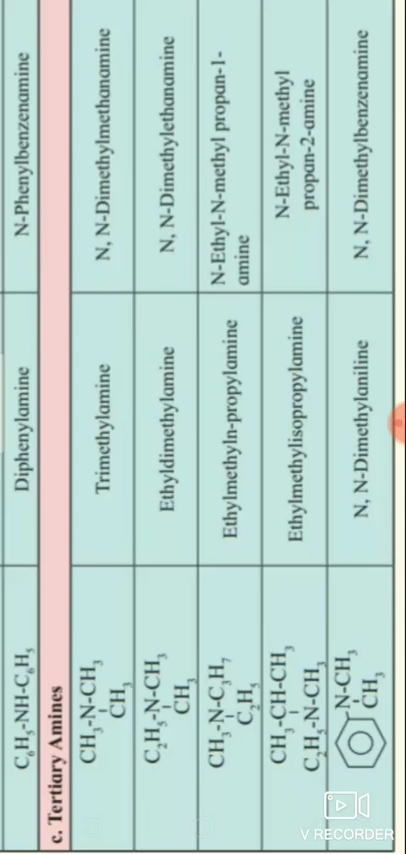 C₆H₅-NH-C₆H₅
Diphenylamine
N-Phenylbenzenamine
c. Tertiary Amines
CH₃-N-CH₃
CH₃
Trimethylamine
N, N-Dimethylmethanamine
C₂H₅-N-CH₃
CH₃
Ethyldimethylamine
N, N-Dimethylethanamine
CH₃-N-C₃H₇
C₂H₅
Ethylmethyln-propylamine
N-Ethyl-N-methyl propan-1-
amine
CH₃-CH-CH₃
C₂H₅-N-CH₃
Ethylmethylisopropylamine
N-Ethyl-N-methyl
propan-2-amine
N-CH₃
CH₃
N, N-Dimethylaniline
N, N-Dimethylbenzenamine
V RECORDER